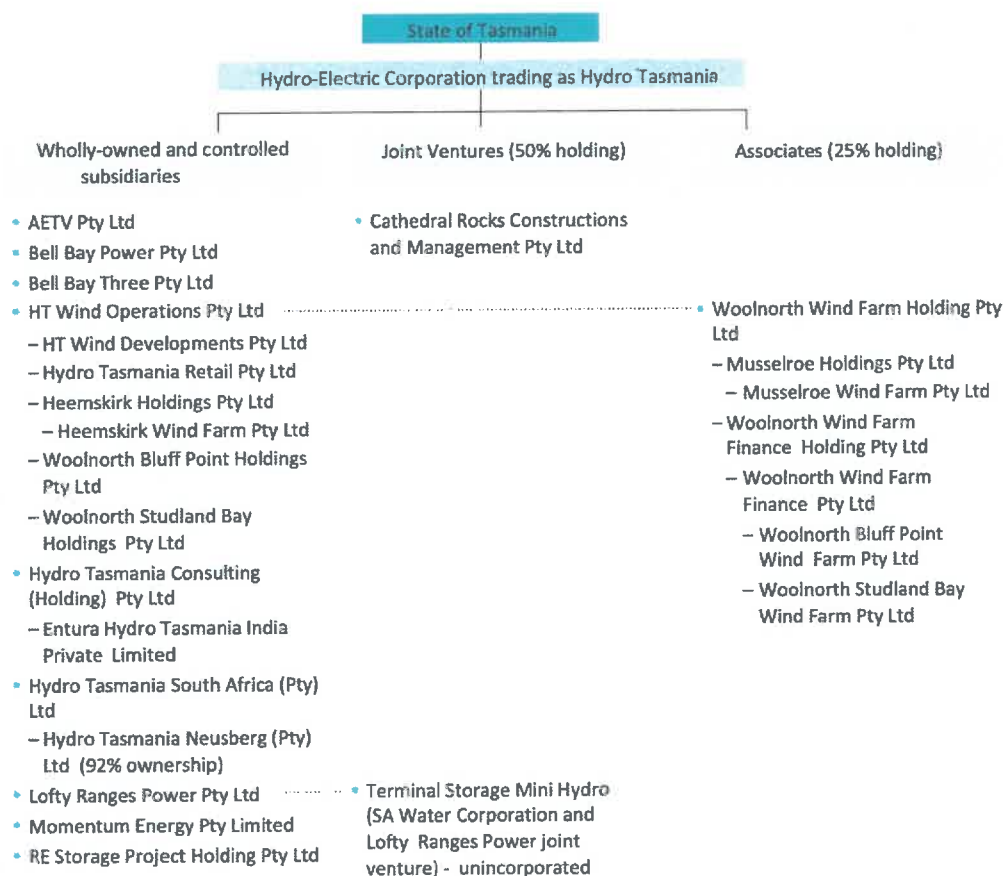 State of Tasmania
Hydro-Electric Corporation trading as Hydro Tasmania
Wholly-owned and controlled
subsidiaries
Joint Ventures (50% holding)
Associates (25% holding)
• AETV Pty Ltd
• Bell Bay Power Pty Ltd
• Bell Bay Three Pty Ltd
• HT Wind Operations Pty Ltd
– HT Wind Developments Pty Ltd
– Hydro Tasmania Retail Pty Ltd
– Heemskirk Holdings Pty Ltd
– Heemskirk Wind Farm Pty Ltd
– Woolnorth Bluff Point Holdings
Pty Ltd
– Woolnorth Studland Bay
Holdings Pty Ltd
• Hydro Tasmania Consulting
(Holding) Pty Ltd
– Entura Hydro Tasmania India
Private Limited
• Hydro Tasmania South Africa (Pty)
Ltd
– Hydro Tasmania Neusberg (Pty)
Ltd (92% ownership)
• Lofty Ranges Power Pty Ltd
• Momentum Energy Pty Limited
• RE Storage Project Holding Pty Ltd
• Cathedral Rocks Constructions
and Management Pty Ltd
• Terminal Storage Mini Hydro
(SA Water Corporation and
Lofty Ranges Power joint
venture) - unincorporated
• Woolnorth Wind Farm Holding Pty
Ltd
– Musselroe Holdings Pty Ltd
– Musselroe Wind Farm Pty Ltd
– Woolnorth Wind Farm
Finance Holding Pty Ltd
– Woolnorth Wind Farm
Finance Pty Ltd
– Woolnorth Bluff Point
Wind Farm Pty Ltd
– Woolnorth Studland Bay
Wind Farm Pty Ltd